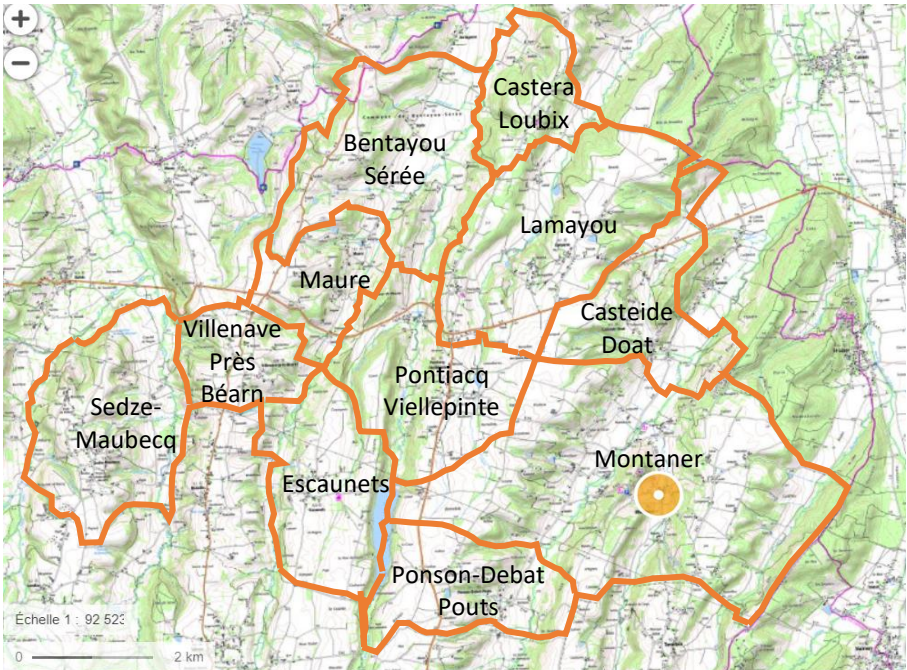 +
−
Castera
Loubix
Bentayou
Sérée
Lamayou
Maure
Casteide
Doat
Villenave
Près
Béarn
Pontiacq
Viellepinte
Sedze-
Maubecq
Montaner
Escaunets
Ponson-Debat
Pouts
Échelle 1 : 92 523
0 2 km